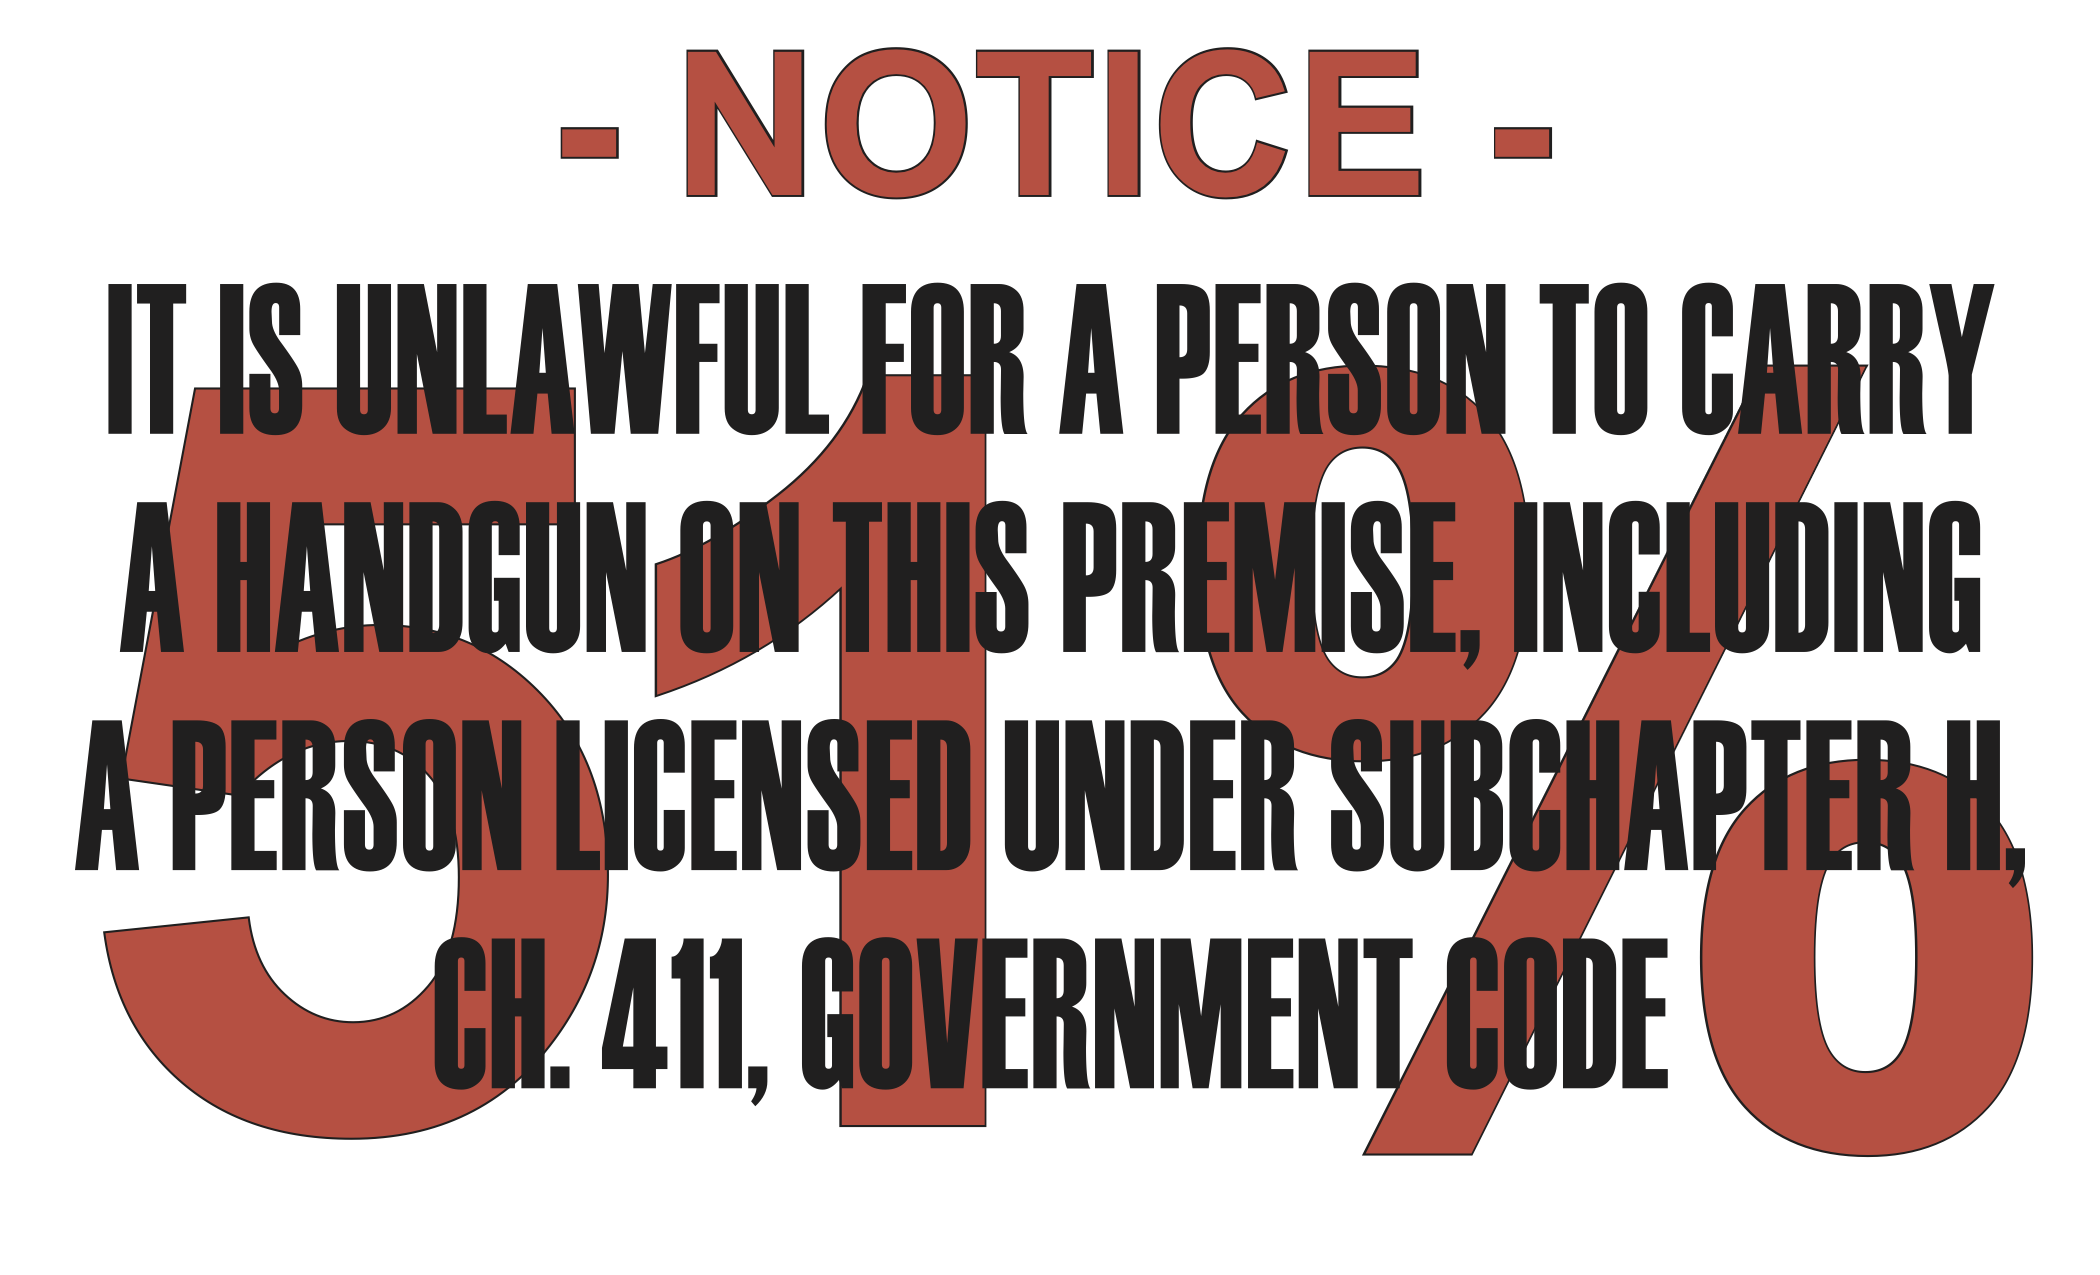 - NOTICE -
51%
IT IS UNLAWFUL FOR A PERSON TO CARRY
A HANDGUN ON THIS PREMISE, INCLUDING
A PERSON LICENSED UNDER SUBCHAPTER H,
CH. 411, GOVERNMENT CODE